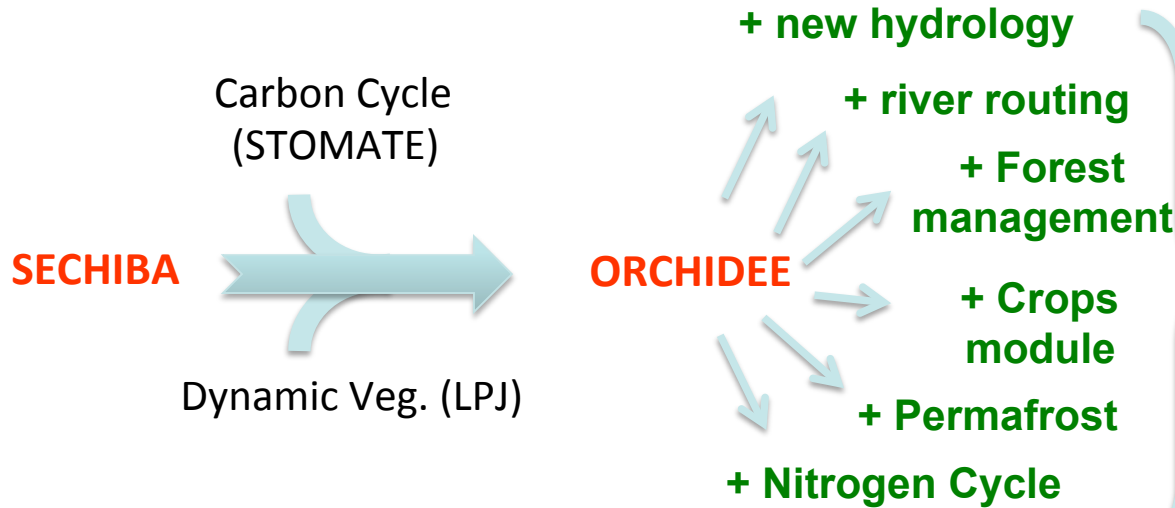 + new hydrology
Carbon Cycle
(STOMATE)
+ river routing
+ Forest
management
SECHIBA
ORCHIDEE
+ Crops
module
Dynamic Veg. (LPJ)
+ Permafrost
+ Nitrogen Cycle